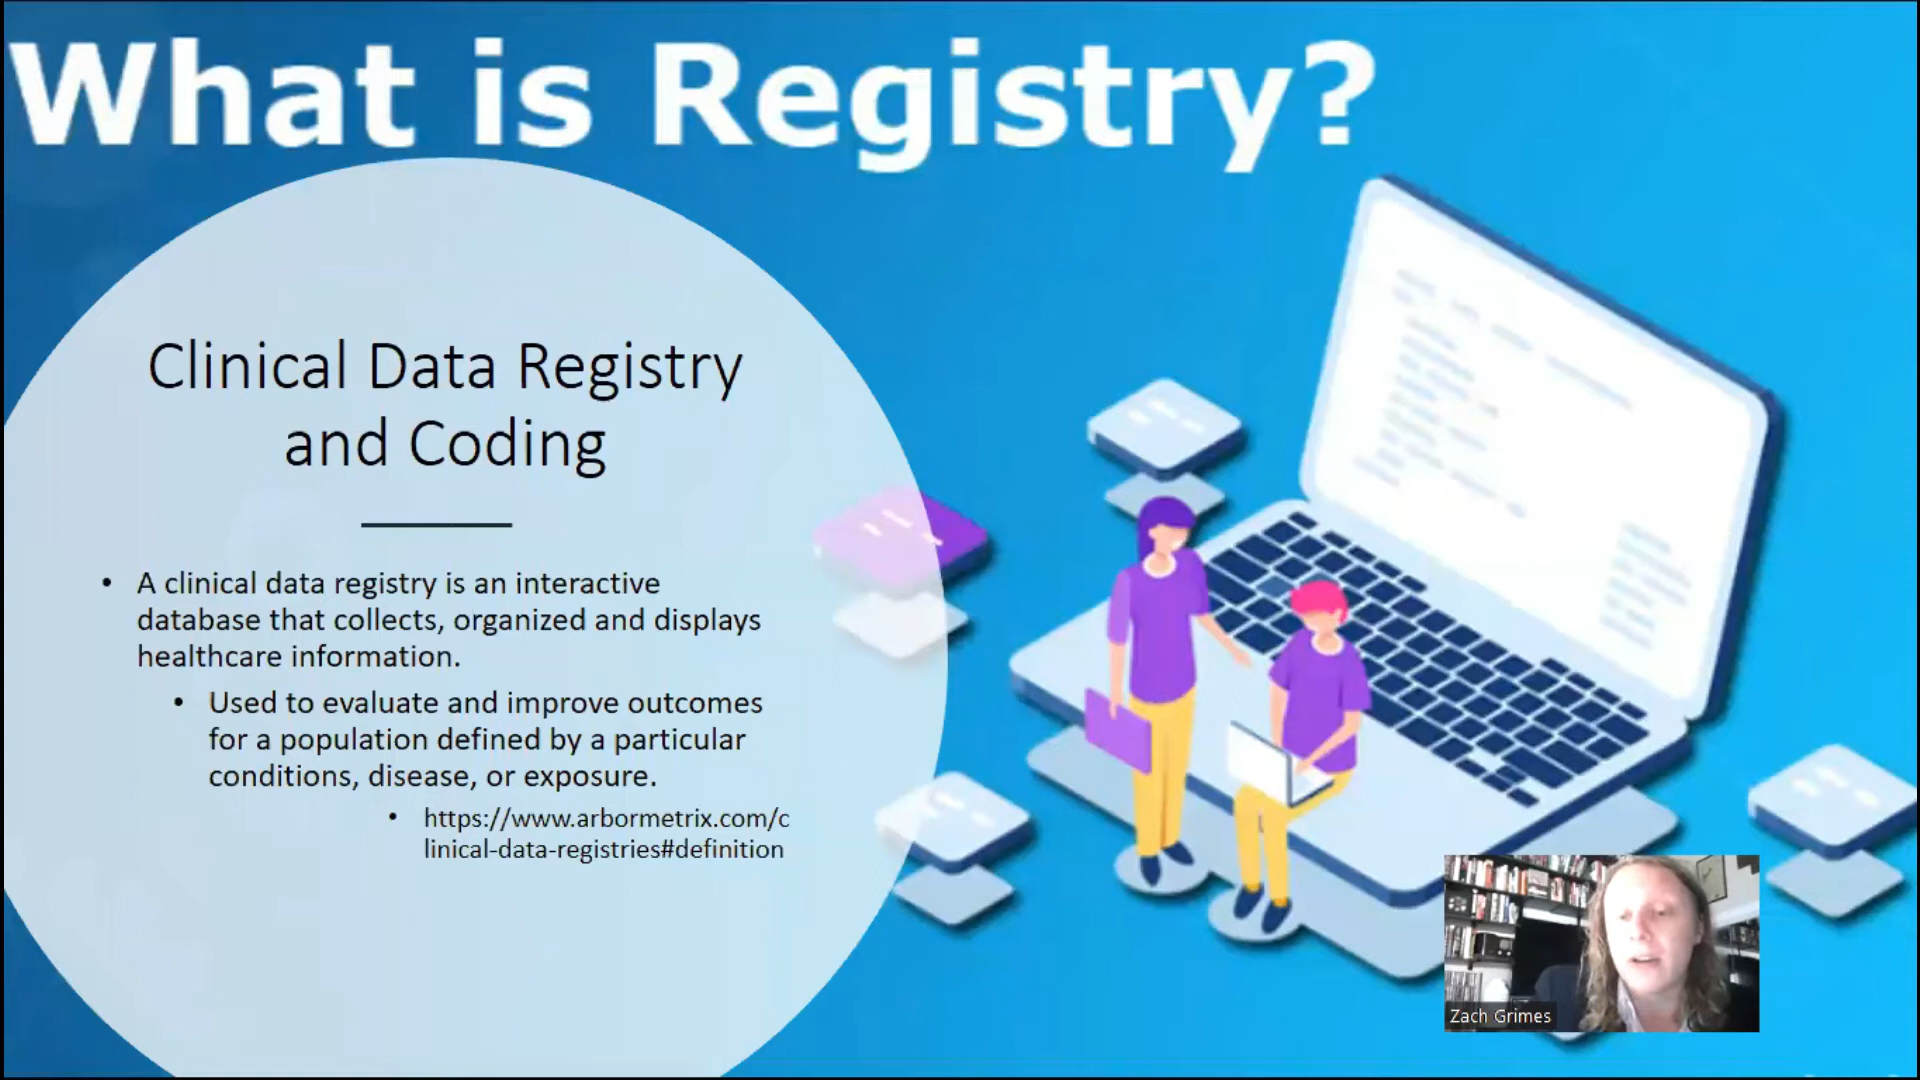 What is Registry?
Clinical Data Registry
and Coding
• A clinical data registry is an interactive
database that collects, organized and displays
healthcare information.
• Used to evaluate and improve outcomes
for a population defined by a particular
conditions, disease, or exposure.
• https://www.arbormetrix.com/c
linical-data-registries#definition
Zach Grimes